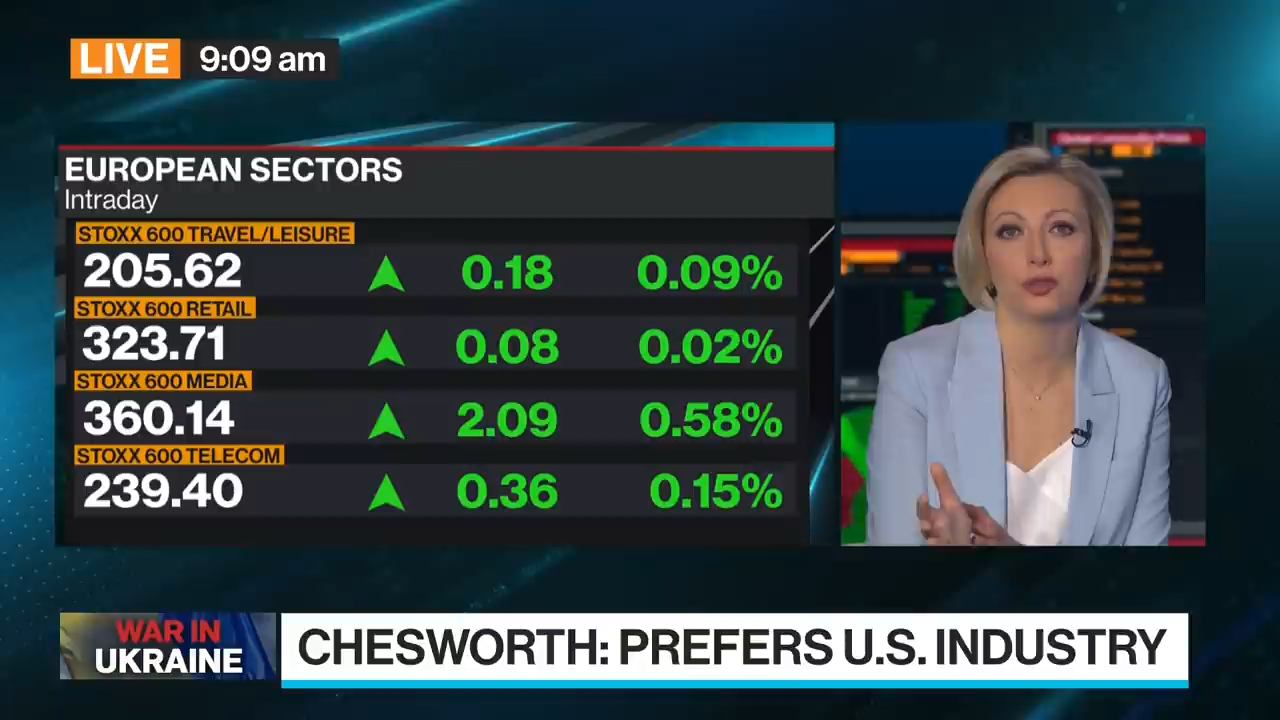 LIVE 9:09 am
EUROPEAN SECTORS
Intraday
STOXX 600 TRAVEL/LEISURE
205.62 0.18 0.09%
STOXX 600 RETAIL
323.71 0.08 0.02%
STOXX 600 MEDIA
360.14 2.09 0.58%
STOXX 600 TELECOM
239.40 0.36 0.15%
WAR IN
UKRAINE
CHESWORTH: PREFERS U.S. INDUSTRY